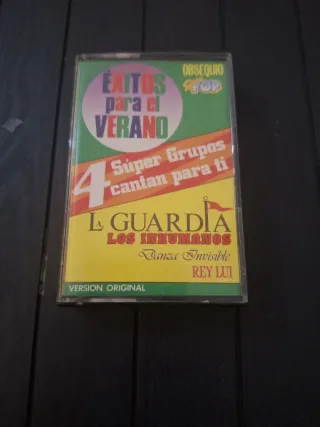 ÉXITOS
para el
VERANO
OBSEQUIO
TOP
4 Súper Grupos
cantan para ti
LA GUARDIA
LOS INHUMANOS
Danza Invisible
REY LUI
VERSION ORIGINAL